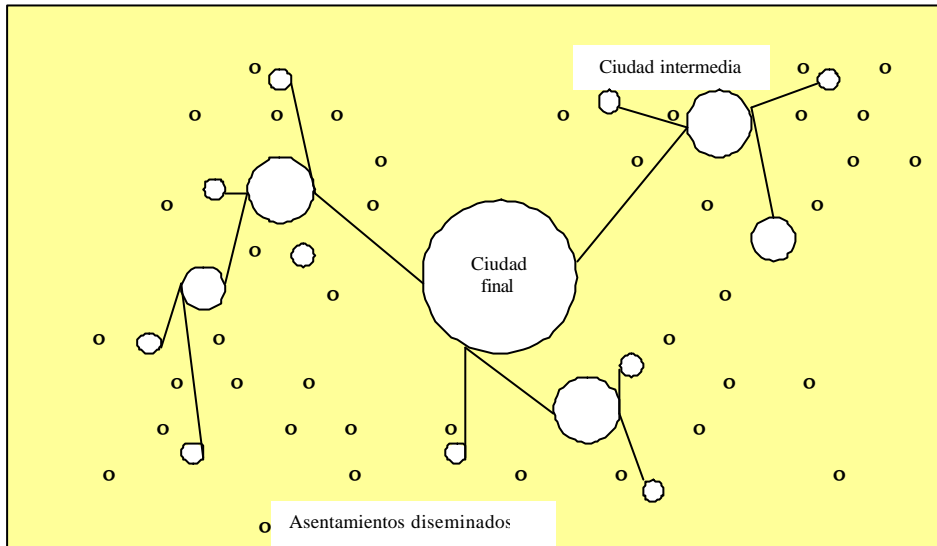 Ciudad intermedia
Ciudad
final
Asentamientos diseminados